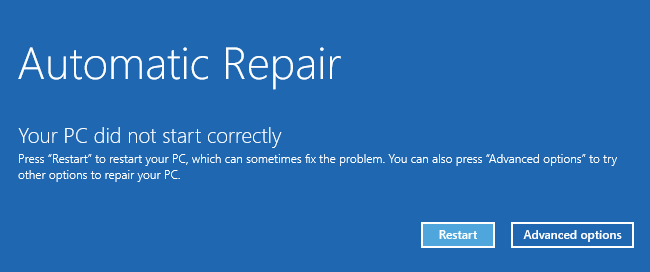 Automatic Repair
Your PC did not start correctly
Press “Restart” to restart your PC, which can sometimes fix the problem. You can also press “Advanced options” to try
other options to repair your PC.
Restart
Advanced options